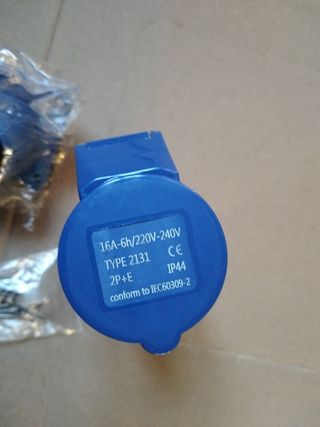 16A-6h/220V-240V
TYPE 2131 CE
2P+E IP44
conform to IEC60309-2